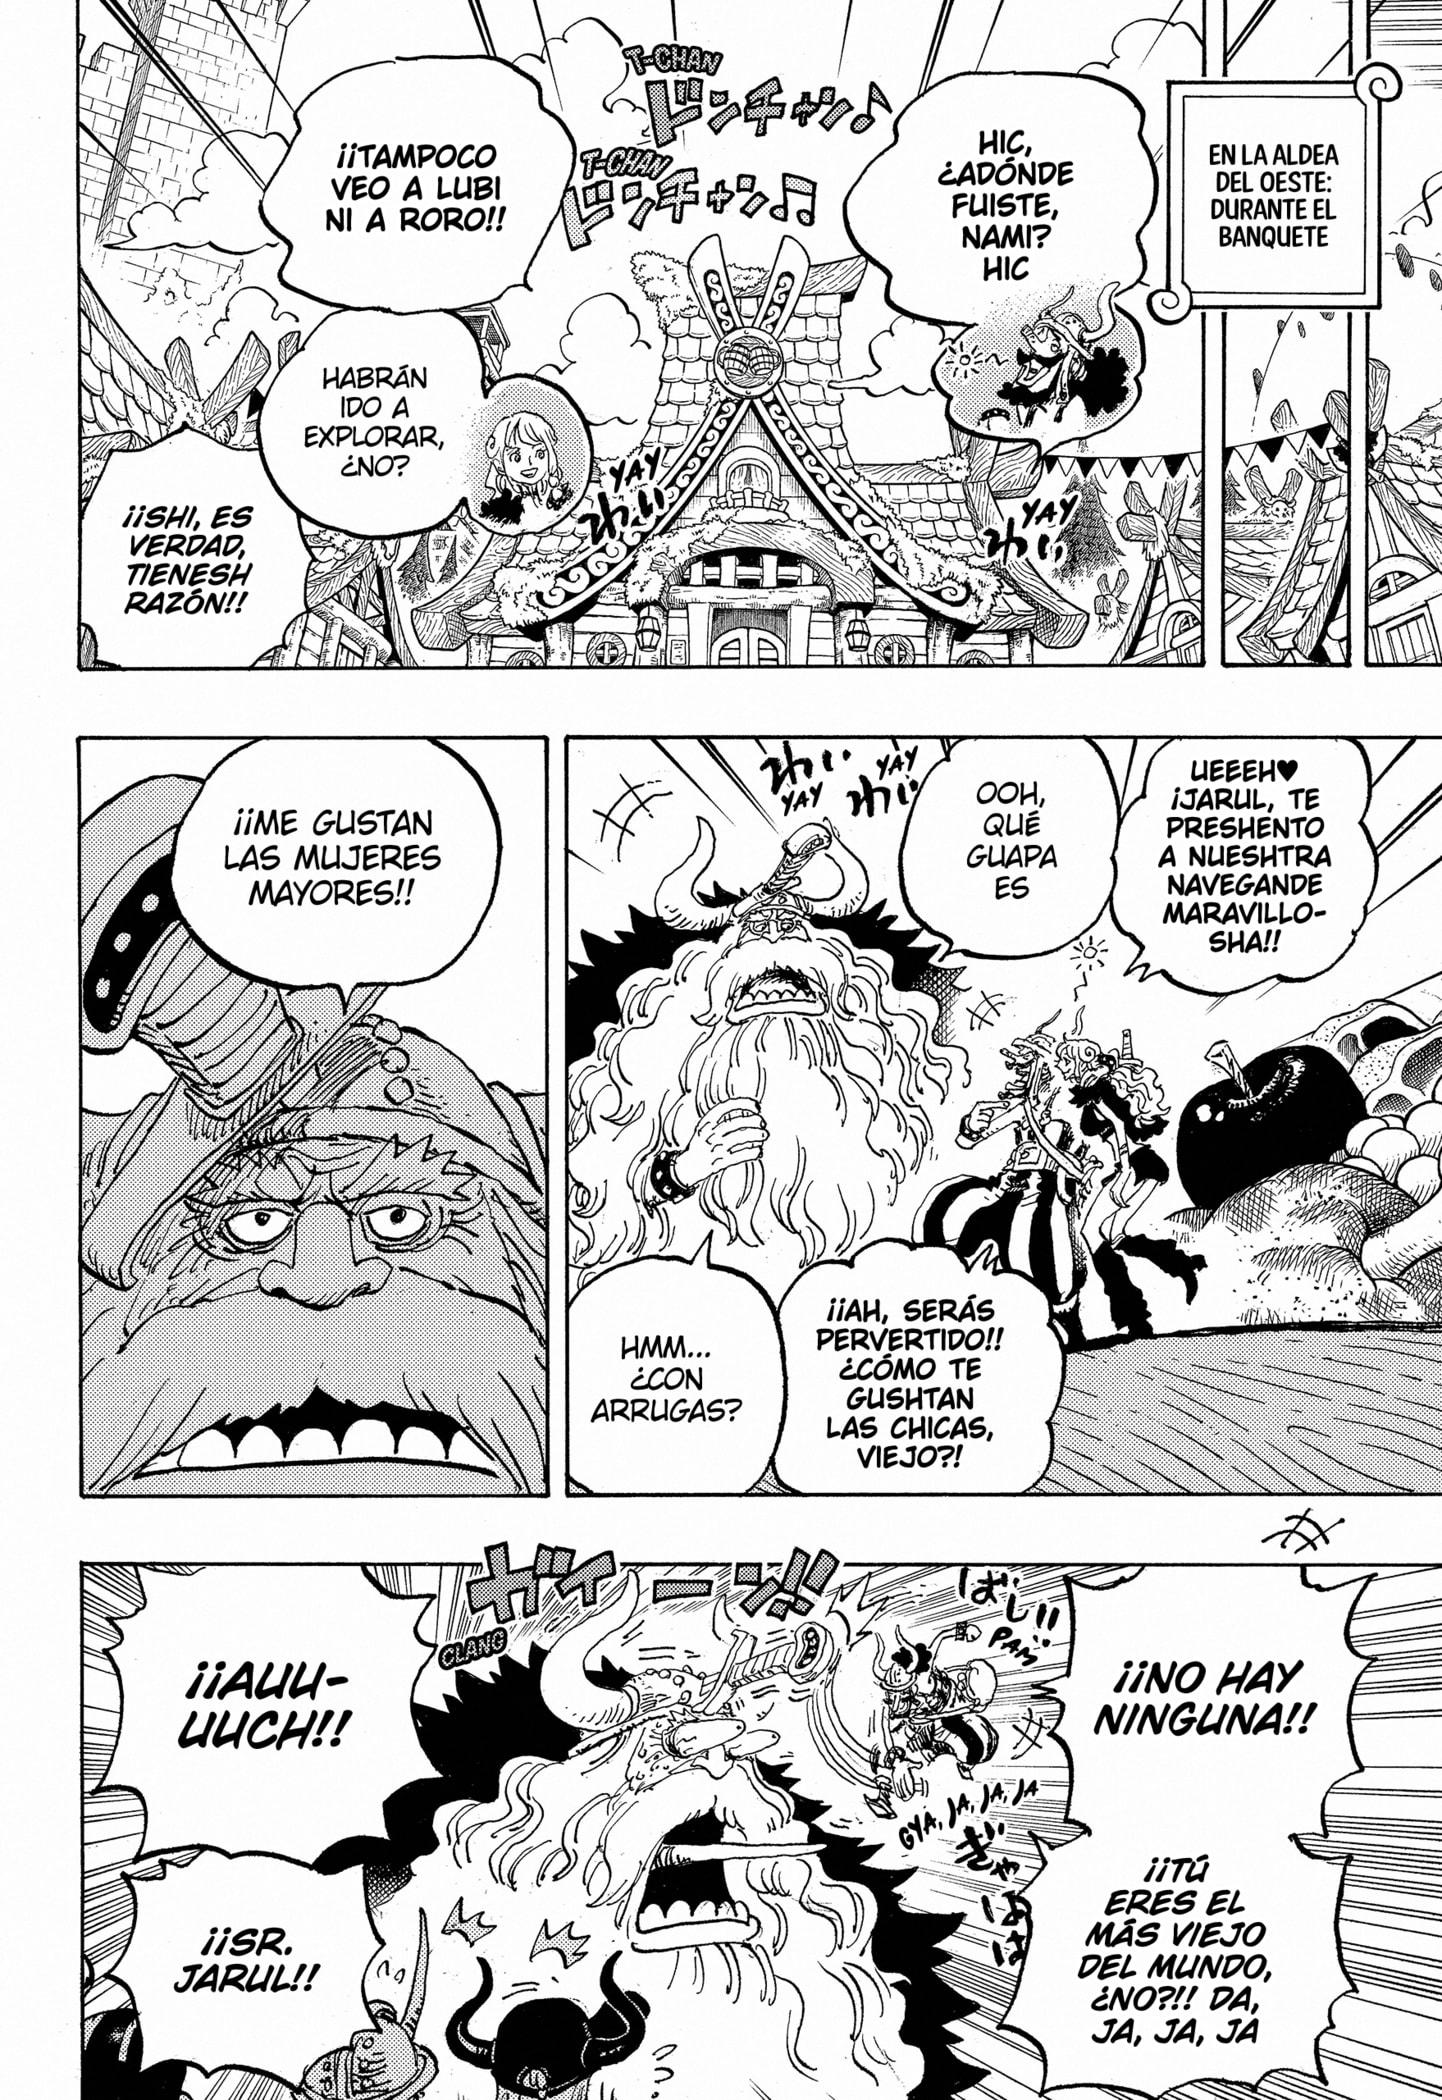 EN LA ALDEA
DEL OESTE:
DURANTE EL
BANQUETE
HIC,
¿ADÓNDE
FUISTE,
NAMI?
HIC
T-CHAN
ドンチャン♪
T-CHAN
ドンチャン♫
¡¡TAMPOCO
VEO A LUBI
NI A RORO!!
HABRÁN
IDO A
EXPLORAR,
¿NO?
YAY
わいい
YAY
わいい
¡¡SHI, ES
VERDAD,
TIENESH
RAZÓN!!
UEEEH♥
¡JARUL, TE
PRESHENTO
A NUESHTRA
NAVEGANDE
MARAVILLO-
SHA!!
OOH,
QUÉ
GUAPA
ES
わいい
YAY
YAY
わいい
¡¡AH, SERÁS
PERVERTIDO!!
¿CÓMO TE
GUSHTAN
LAS CHICAS,
VIEJO?!
HMM...
¿CON
ARRUGAS?
¡¡ME GUSTAN
LAS MUJERES
MAYORES!!
¡¡NO HAY
NINGUNA!!
¡¡TÚ
ERES EL
MÁS VIEJO
DEL MUNDO,
¿NO?!! DA,
JA, JA, JA
ばしっ!!
PAM
GYA, JA, JA, JA
ぎゃははは
ガイーン!!
CLANG
¡¡AUU-
UUCH!!
¡¡SR.
JARUL!!
?